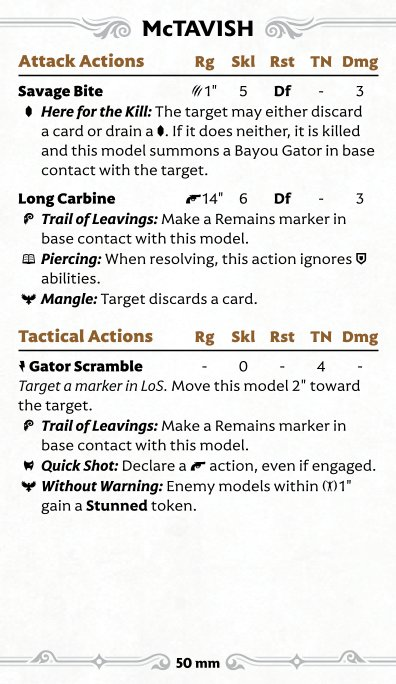 McTAVISH
Attack Actions Rg Skl Rst TN Dmg
Savage Bite 1" 5 Df - 3
Here for the Kill: The target may either discard
a card or drain a . If it does neither, it is killed
and this model summons a Bayou Gator in base
contact with the target.
Long Carbine 14" 6 Df - 3
Trail of Leavings: Make a Remains marker in
base contact with this model.
Piercing: When resolving, this action ignores
abilities.
Mangle: Target discards a card.
Tactical Actions Rg Skl Rst TN Dmg
Gator Scramble - 0 - 4 -
Target a marker in LoS. Move this model 2" toward
the target.
Trail of Leavings: Make a Remains marker in
base contact with this model.
Quick Shot: Declare a action, even if engaged.
Without Warning: Enemy models within 1"
gain a Stunned token.
50 mm